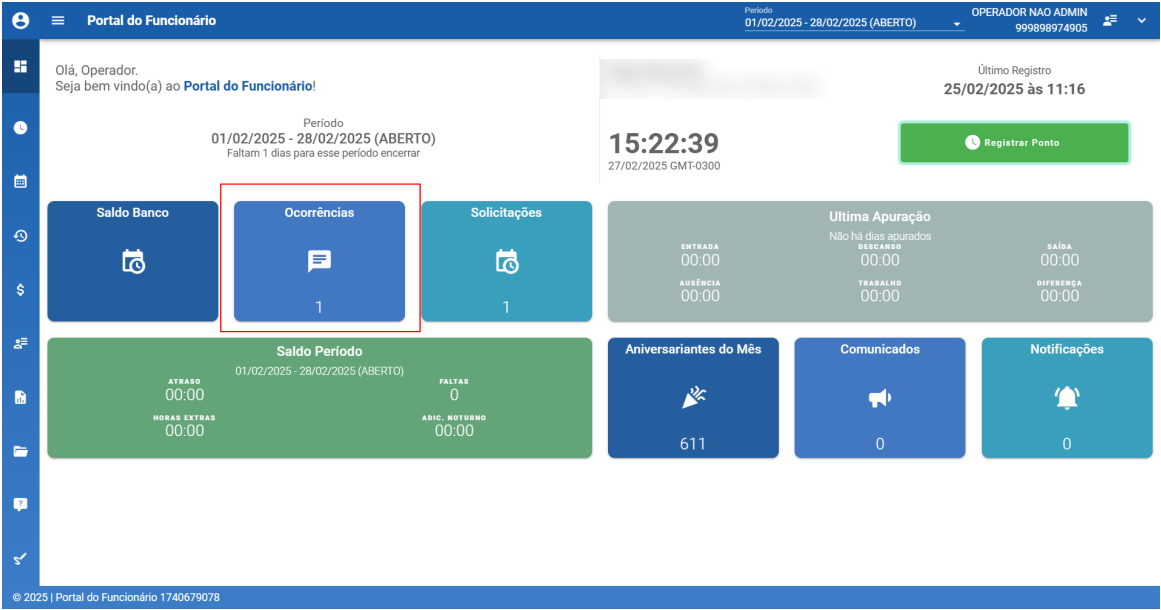 Portal do Funcionário
Período
01/02/2025 - 28/02/2025 (ABERTO)
OPERADOR NAO ADMIN
999898974905
Olá, Operador.
Seja bem vindo(a) ao Portal do Funcionário!
Período
01/02/2025 - 28/02/2025 (ABERTO)
Faltam 1 dias para esse período encerrar
Último Registro
25/02/2025 às 11:16
15:22:39
27/02/2025 GMT-0300
Registrar Ponto
Saldo Banco
Ocorrências
1
Solicitações
1
Ultima Apuração
Não há dias apurados
ENTRADA
00:00
DESCANSO
00:00
SAÍDA
00:00
AUSÊNCIA
00:00
TRABALHO
00:00
DIFERENÇA
00:00
Saldo Período
01/02/2025 - 28/02/2025 (ABERTO)
ATRASO
00:00
FALTAS
0
HORAS EXTRAS
00:00
ADIC. NOTURNO
00:00
Aniversariantes do Mês
611
Comunicados
0
Notificações
0
© 2025 | Portal do Funcionário 1740679078